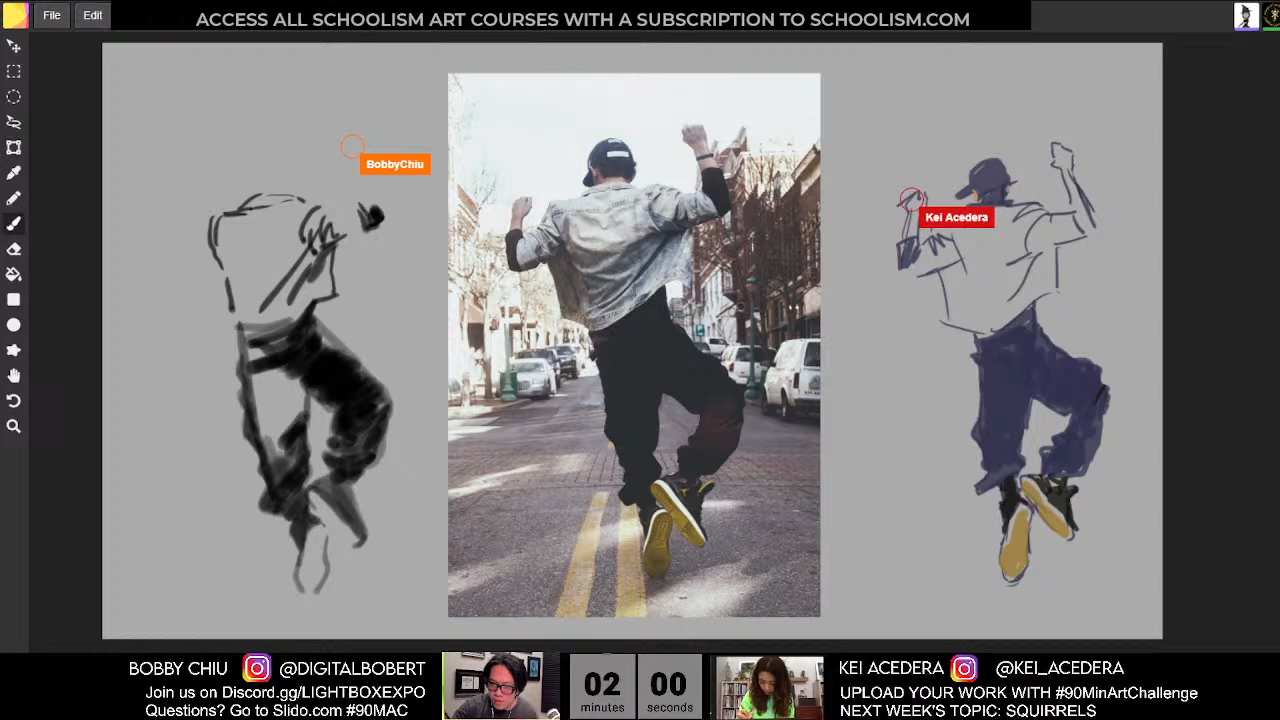 ACCESS ALL SCHOOLISM ART COURSES WITH A SUBSCRIPTION TO SCHOOLISM.COM
File Edit
BobbyChiu
Kei Acedera
BOBBY CHIU @DIGITALBOBERT
Join us on Discord.gg/LIGHTBOXEXPO
Questions? Go to Slido.com #90MAC
02 00
minutes seconds
KEI ACEDERA @KEI_ACEDERA
UPLOAD YOUR WORK WITH #90MinArtChallenge
NEXT WEEK'S TOPIC: SQUIRRELS